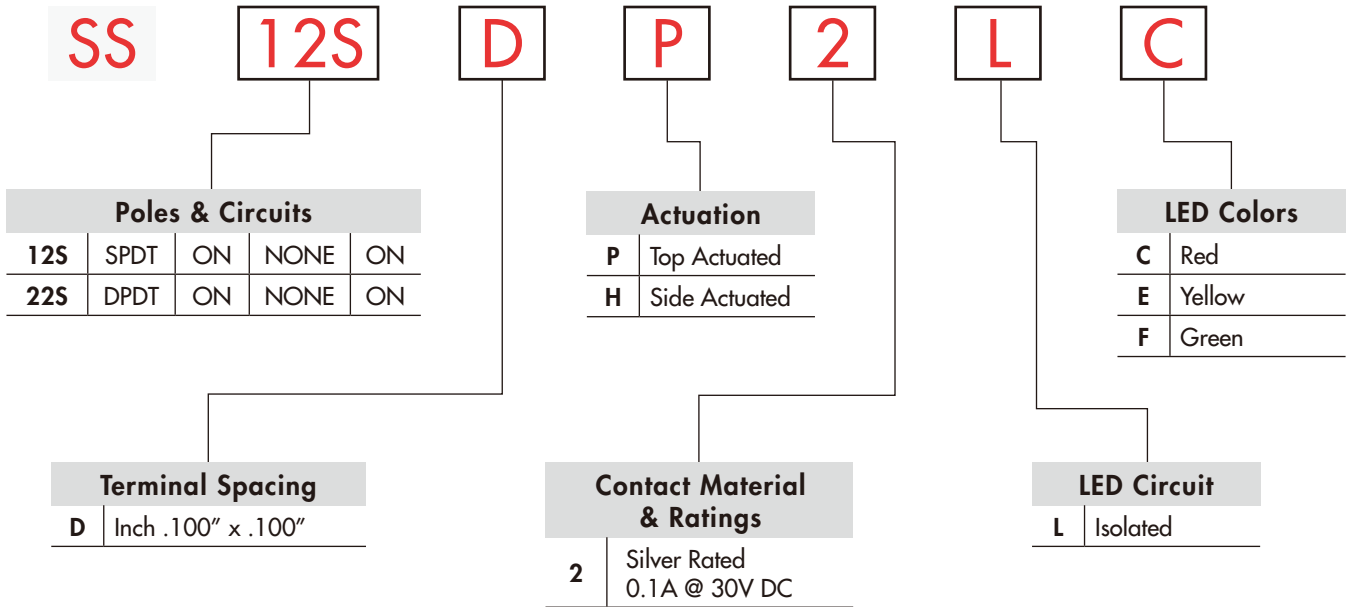 SS 12S D P 2 L C
Poles & Circuits
12S SPDT ON NONE ON
22S DPDT ON NONE ON
Actuation
P Top Actuated
H Side Actuated
LED Colors
C Red
E Yellow
F Green
Terminal Spacing
D Inch .100” x .100”
Contact Material
& Ratings
2 Silver Rated
0.1A @ 30V DC
LED Circuit
L Isolated